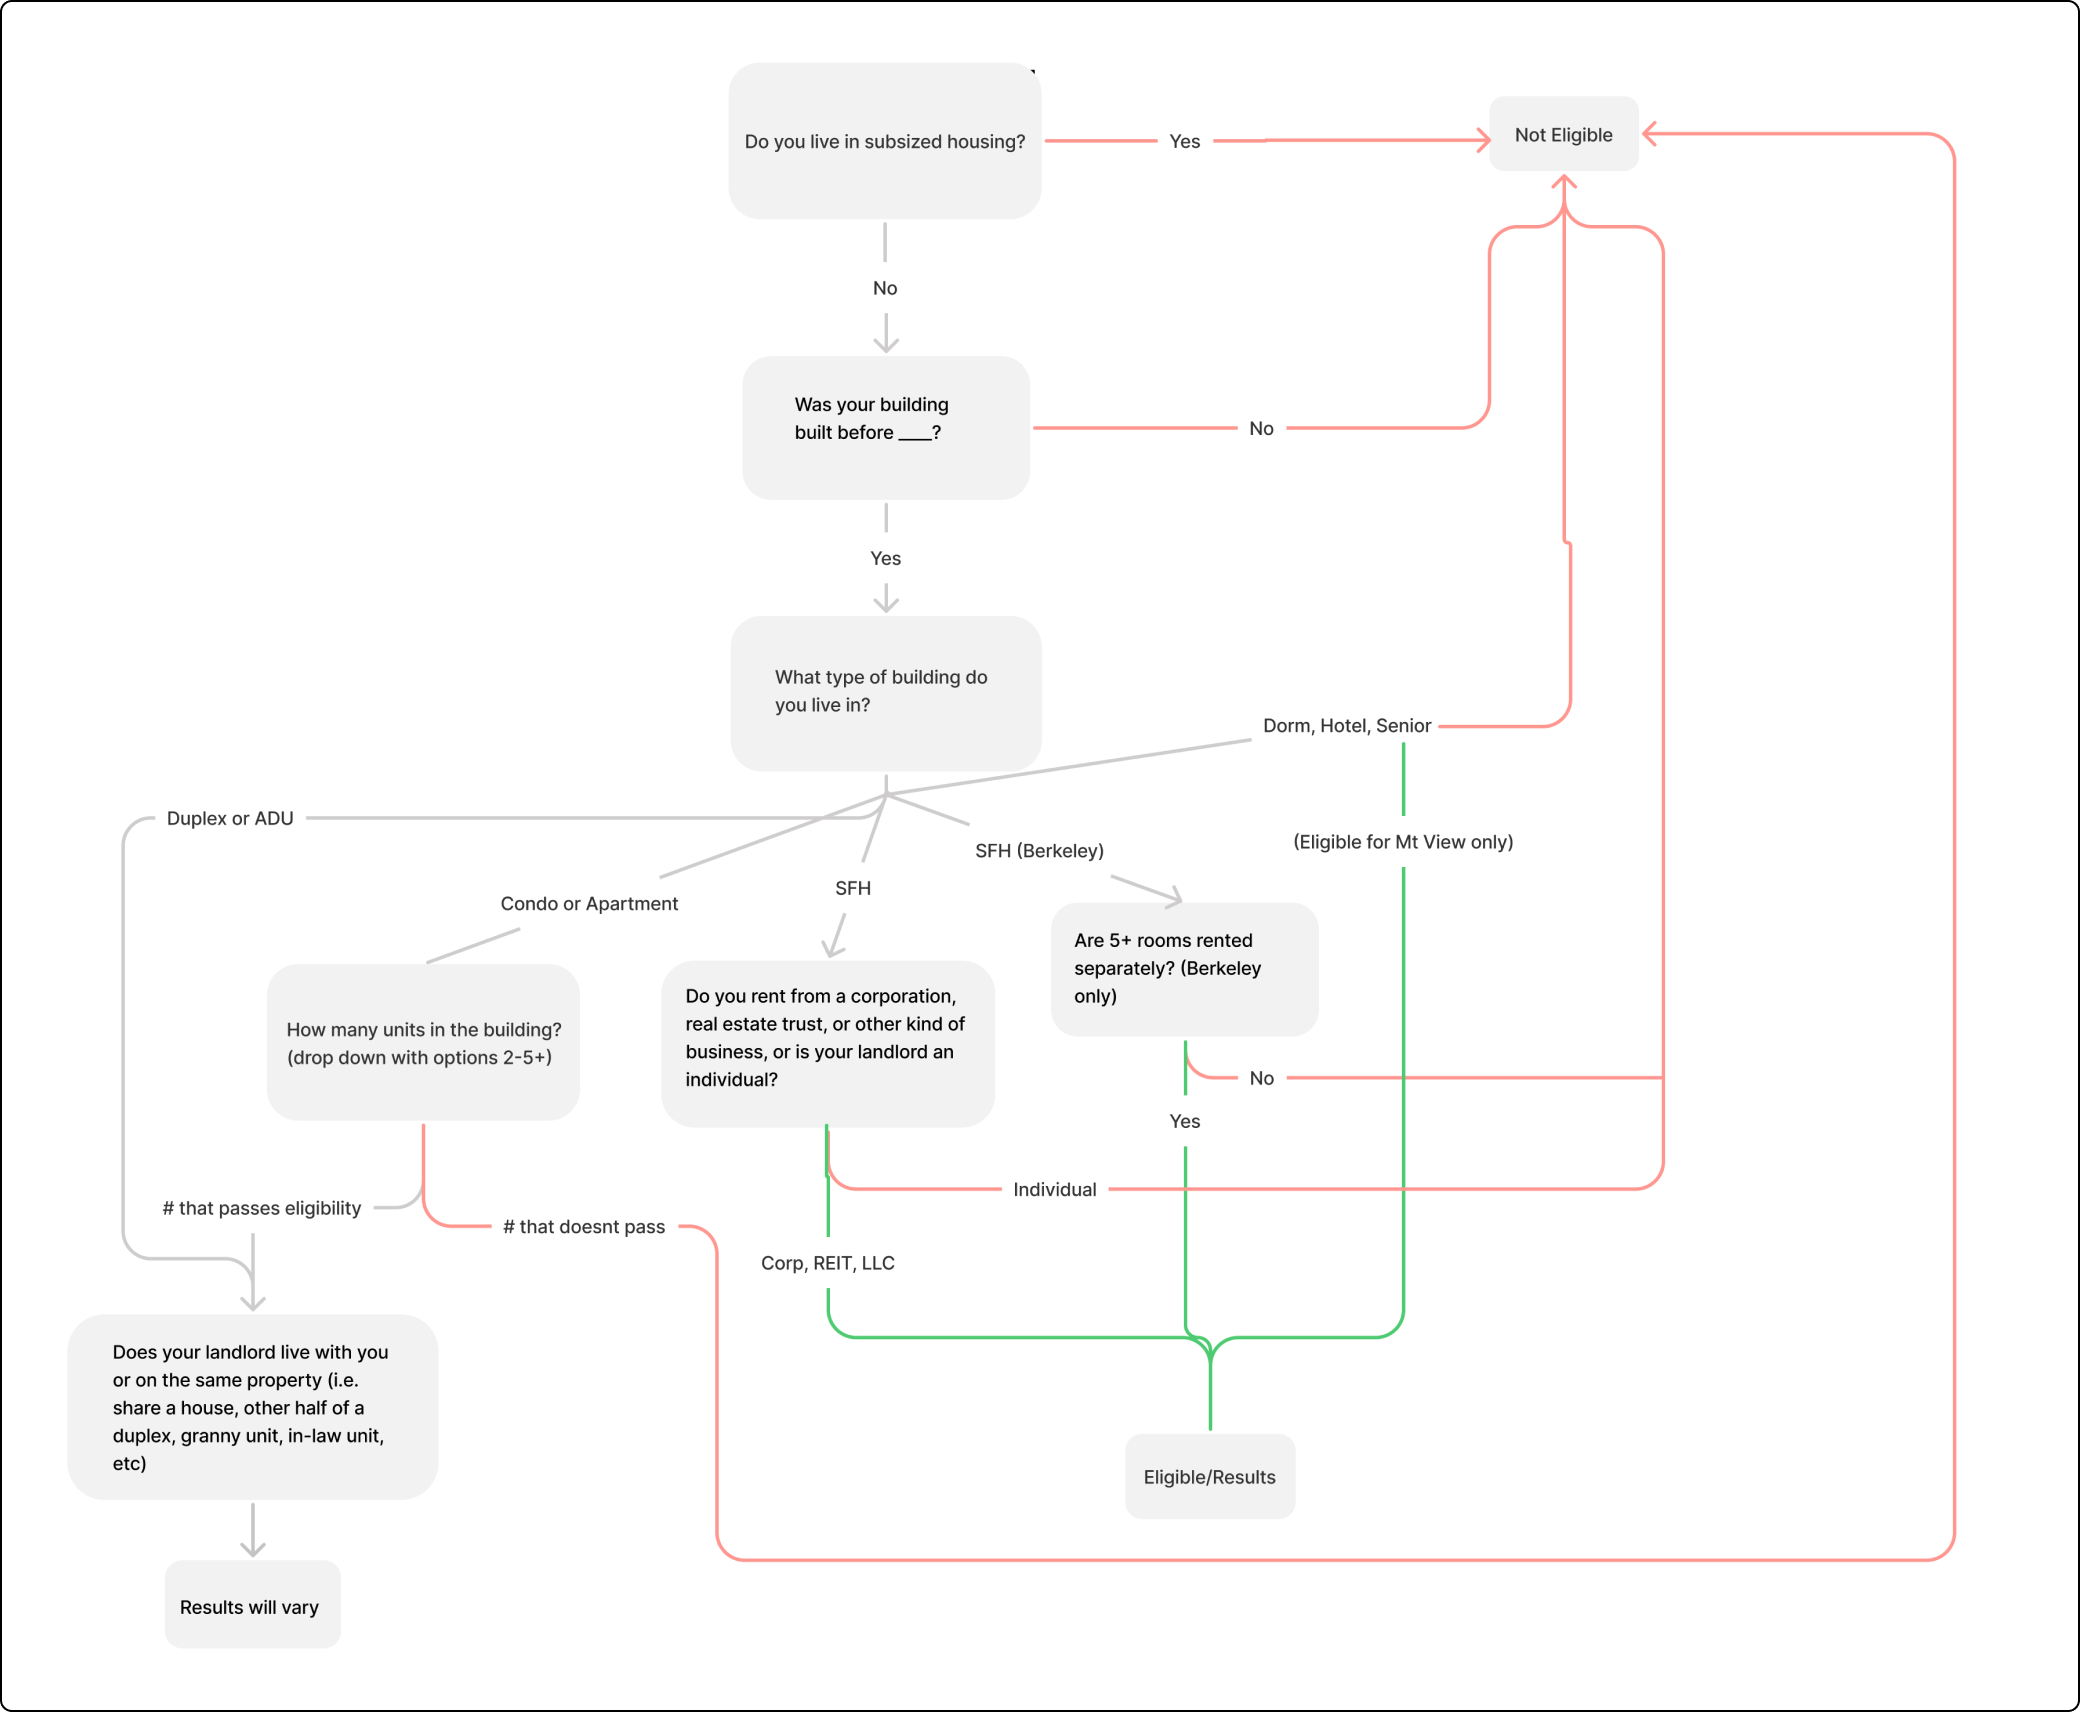 Do you live in subsized housing?
Yes
Not Eligible
No
Was your building
built before ____?
No
Yes
What type of building do
you live in?
Dorm, Hotel, Senior
Duplex or ADU
(Eligible for Mt View only)
SFH (Berkeley)
SFH
Condo or Apartment
Are 5+ rooms rented
separately? (Berkeley
only)
How many units in the building?
(drop down with options 2-5+)
Do you rent from a corporation,
real estate trust, or other kind of
business, or is your landlord an
individual?
No
Yes
Individual
# that passes eligibility
# that doesnt pass
Corp, REIT, LLC
Does your landlord live with you
or on the same property (i.e.
share a house, other half of a
duplex, granny unit, in-law unit,
etc)
Eligible/Results
Results will vary